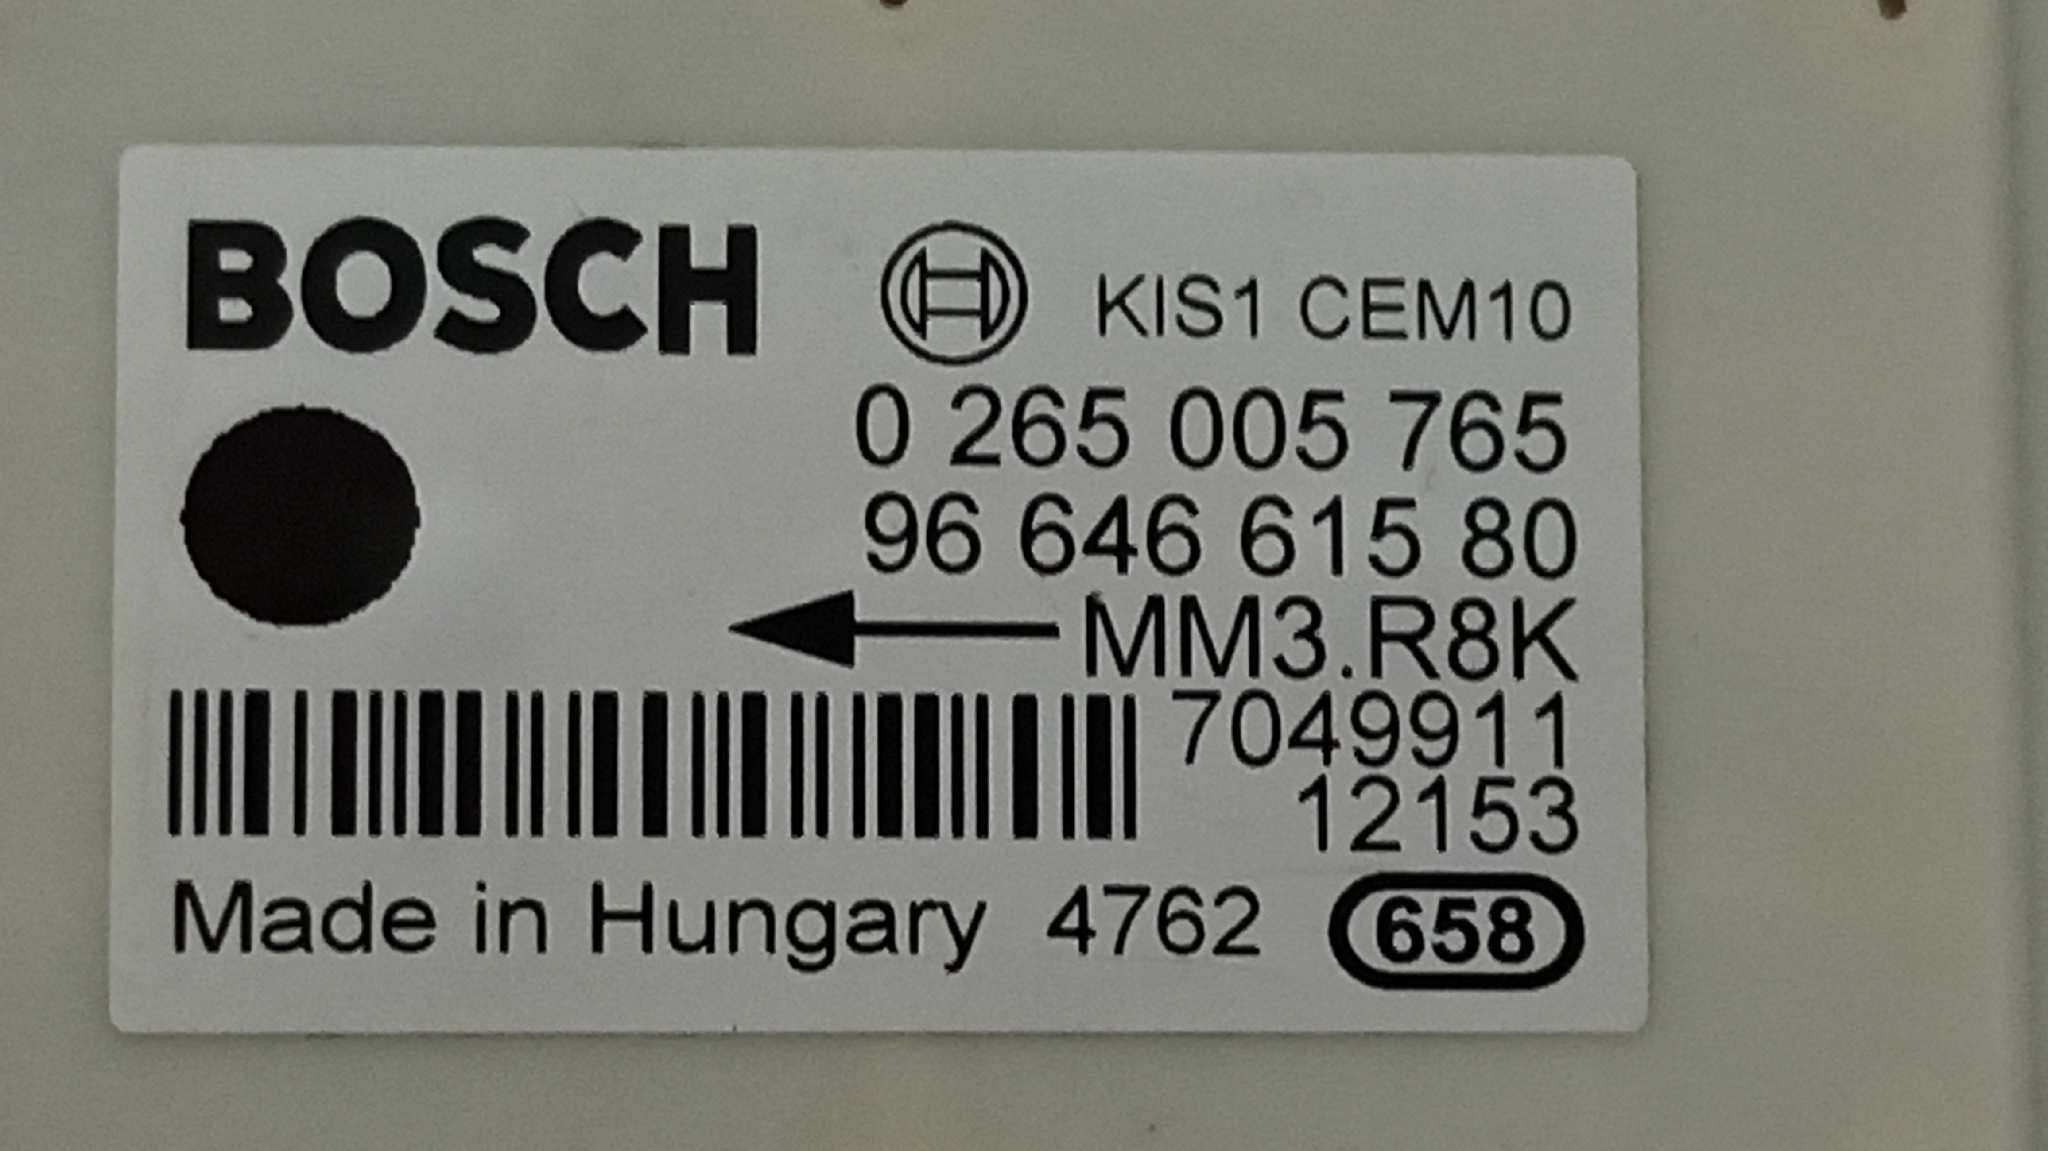 BOSCH KIS1 CEM10
0 265 005 765
96 646 615 80
MM3.R8K
7049911
12153
Made in Hungary 4762 658